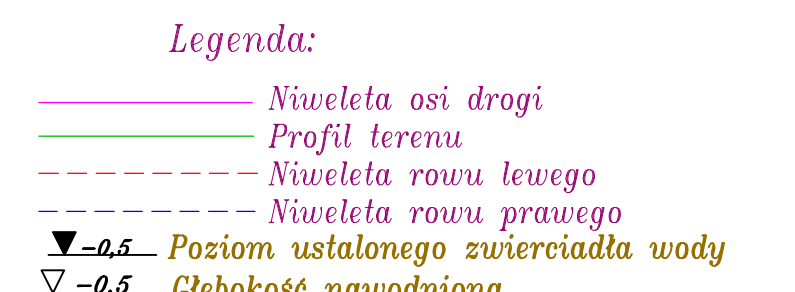 Legenda:
Niweleta osi drogi
Profil terenu
Niweleta rowu lewego
Niweleta rowu prawego
-0,5 Poziom ustalonego zwierciadła wody
-0,5 Głębokość nawodniona